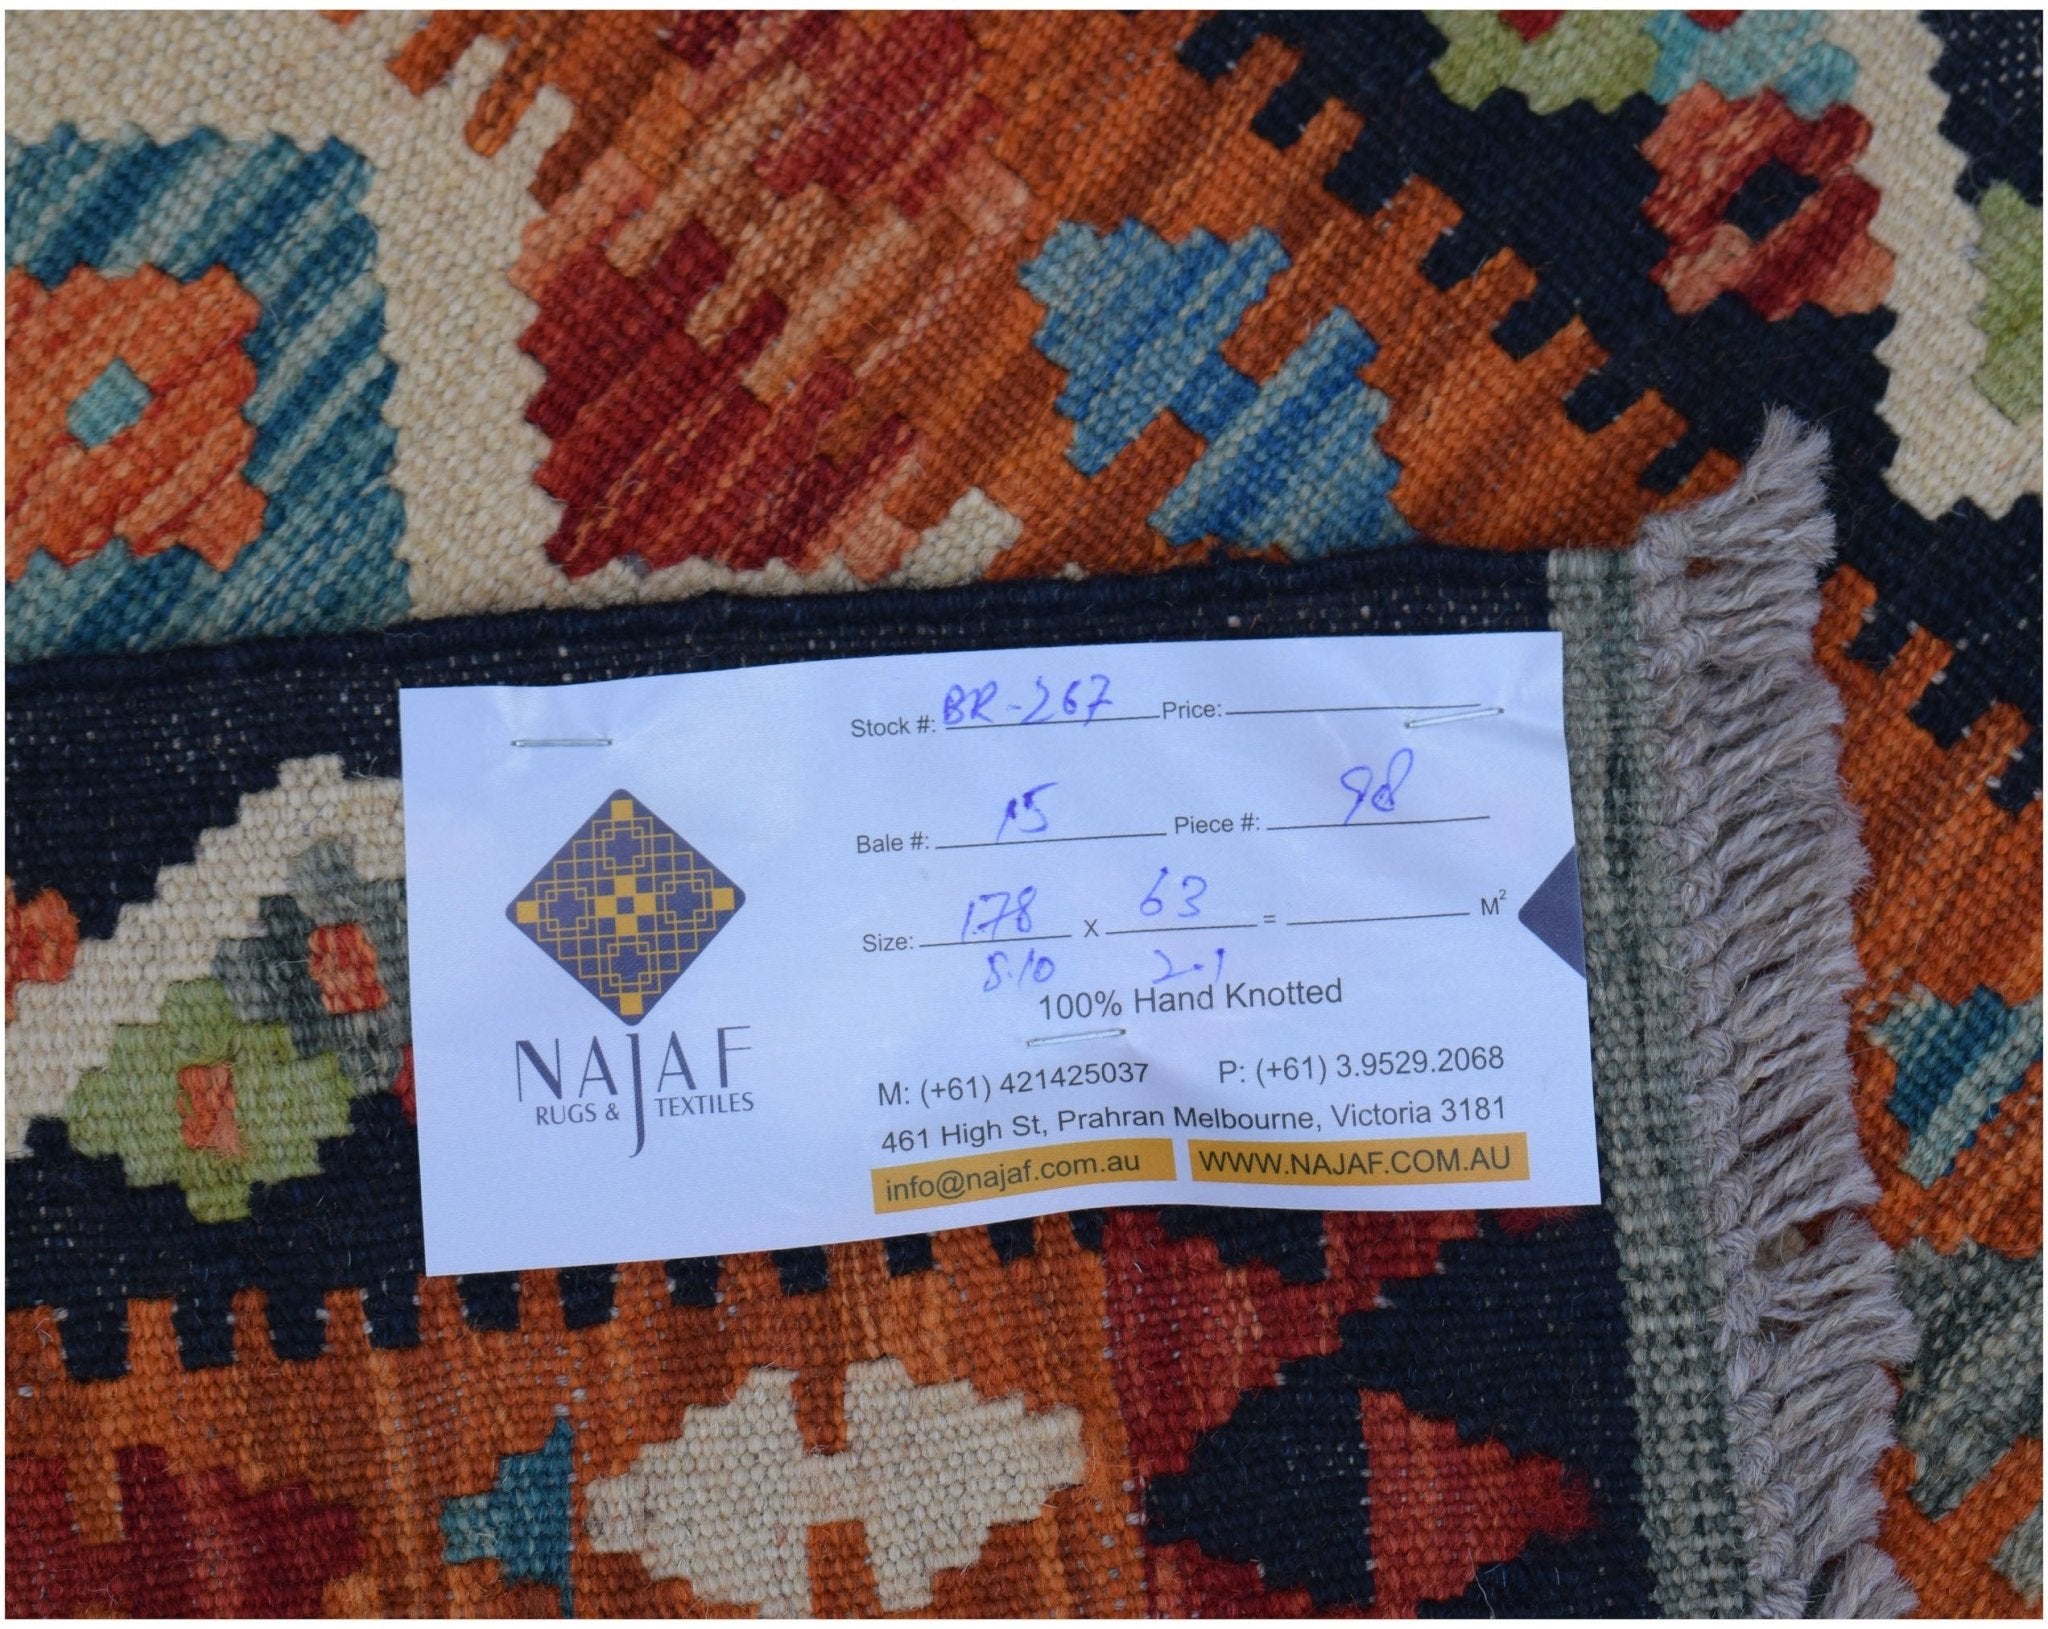 Stock #: BR-267 Price:
Bale #: 15 Piece #: 98
Size: 178 x 63 = M²
5.10 2.1
100% Hand Knotted
NAJAF
RUGS & TEXTILES
M: (+61) 421425037 P: (+61) 3.9529.2068
461 High St, Prahran Melbourne, Victoria 3181
info@najaf.com.au WWW.NAJAF.COM.AU